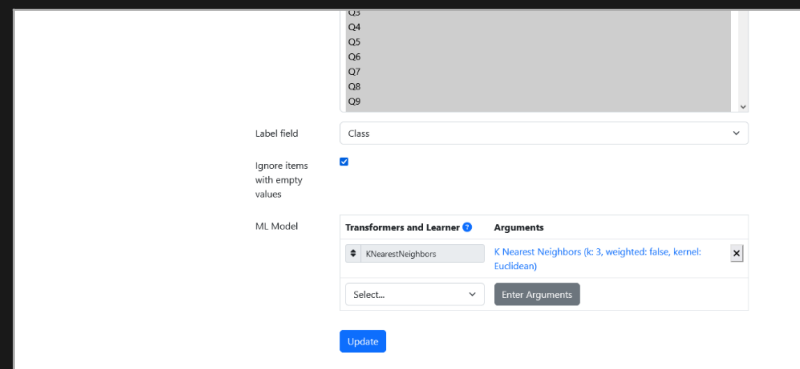 Q3
Q4
Q5
Q6
Q7
Q8
Q9
Label field
Class
Ignore items
with empty
values
ML Model
Transformers and Learner ?
Arguments
KNearestNeighbors
K Nearest Neighbors (k: 3, weighted: false, kernel:
Euclidean)
Select...
Enter Arguments
Update